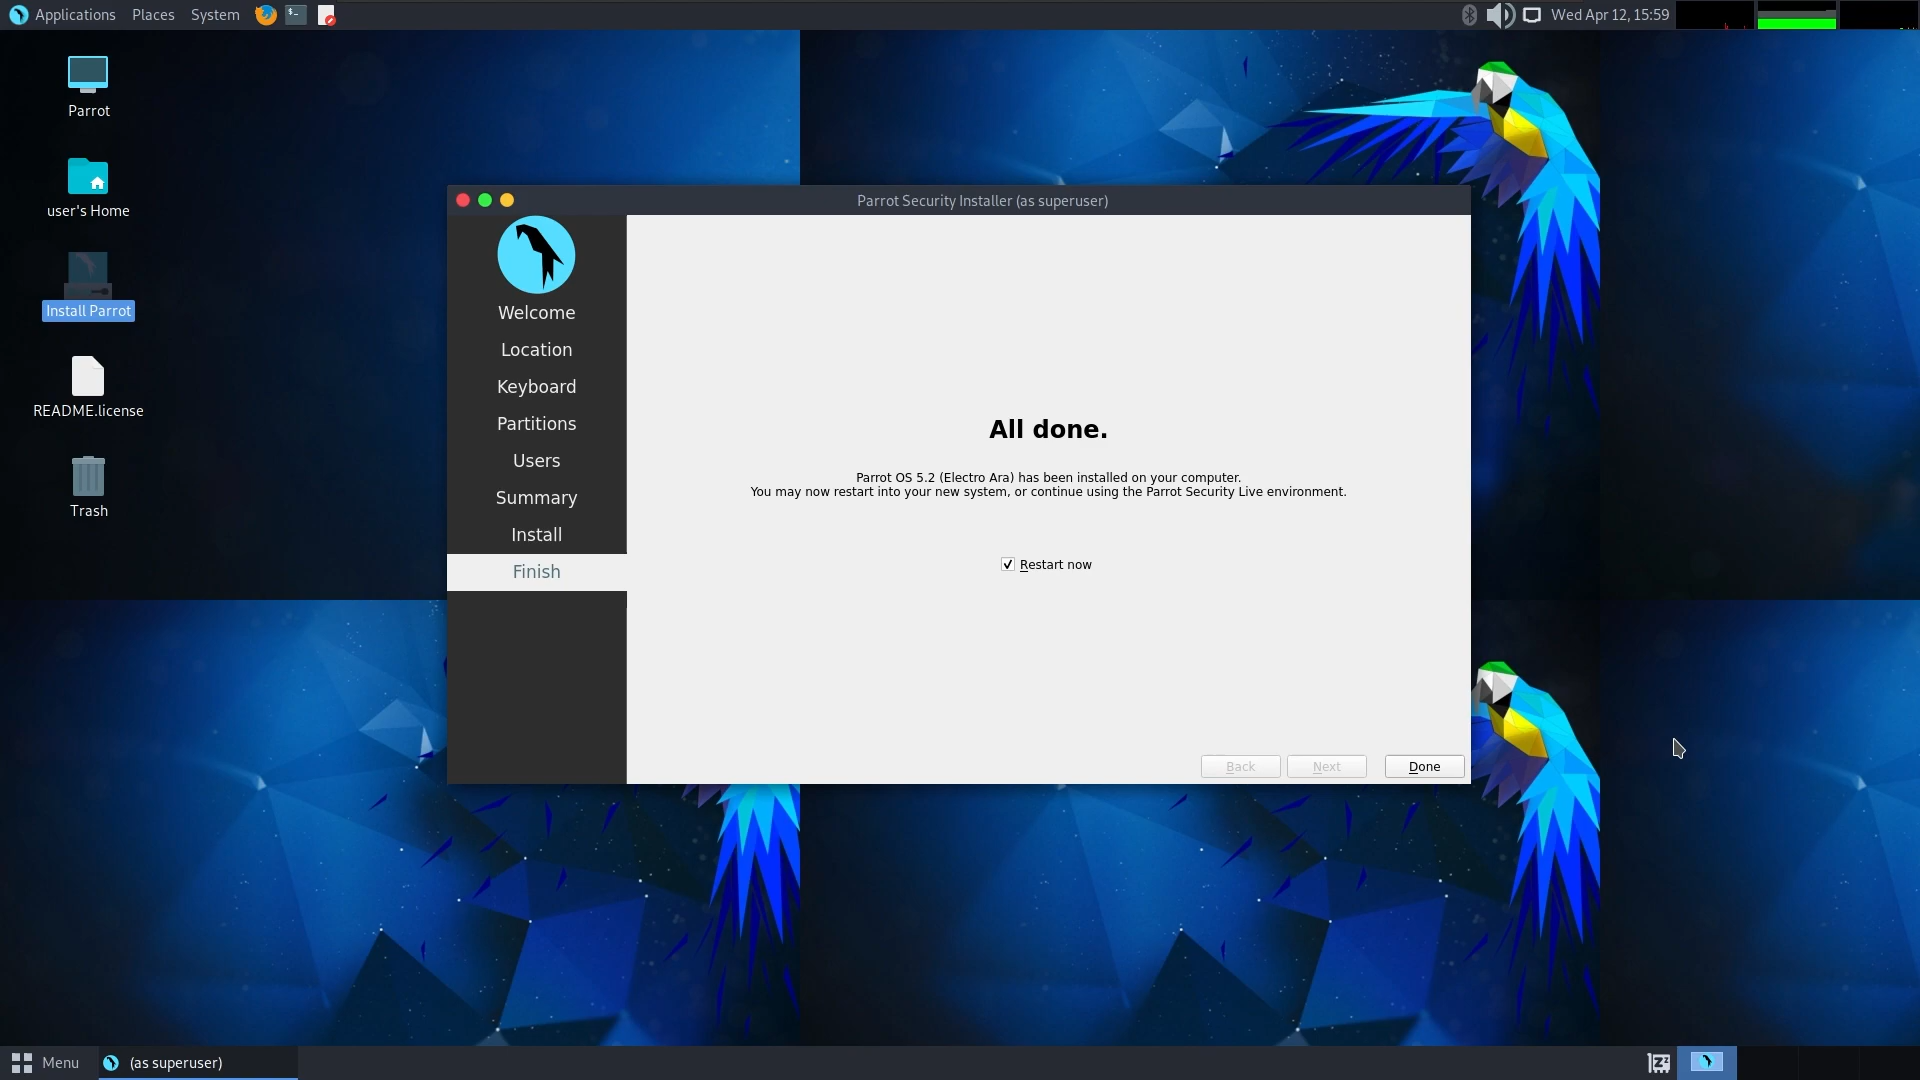 Applications Places System
Wed Apr 12, 15:59
Parrot
user's Home
Install Parrot
README.license
Trash
Parrot Security Installer (as superuser)
Welcome
Location
Keyboard
Partitions
Users
Summary
Install
Finish
All done.
Parrot OS 5.2 (Electro Ara) has been installed on your computer.
You may now restart into your new system, or continue using the Parrot Security Live environment.
Restart now
Back Next Done
Menu (as superuser)